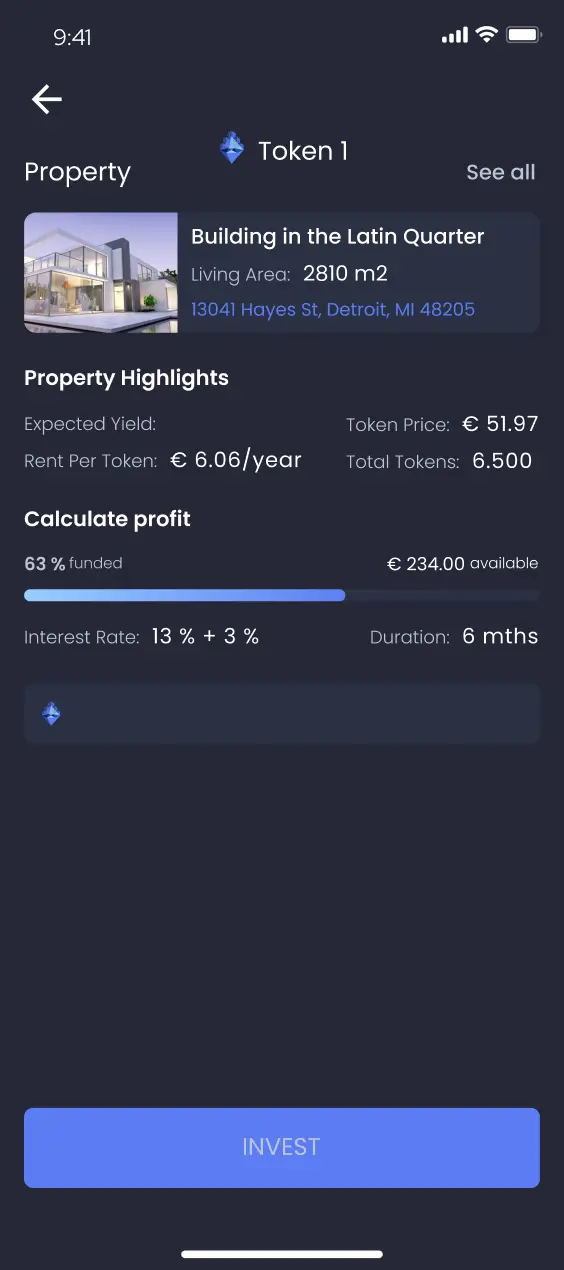 9:41
Token 1
Property
See all
Building in the Latin Quarter
Living Area: 2810 m2
13041 Hayes St, Detroit, MI 48205
Property Highlights
Expected Yield:
Token Price: € 51.97
Rent Per Token: € 6.06/year
Total Tokens: 6.500
Calculate profit
63 % funded
€ 234.00 available
Interest Rate: 13 % + 3 %
Duration: 6 mths
INVEST